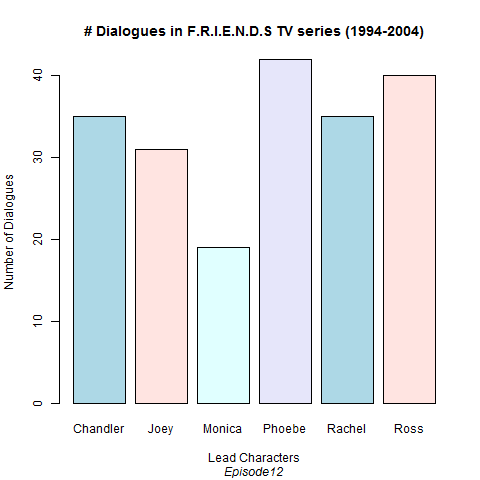 # Dialogues in F.R.I.E.N.D.S TV series (1994-2004)
Number of Dialogues
40
30
20
10
0
Chandler Joey Monica Phoebe Rachel Ross
Lead Characters
Episode12